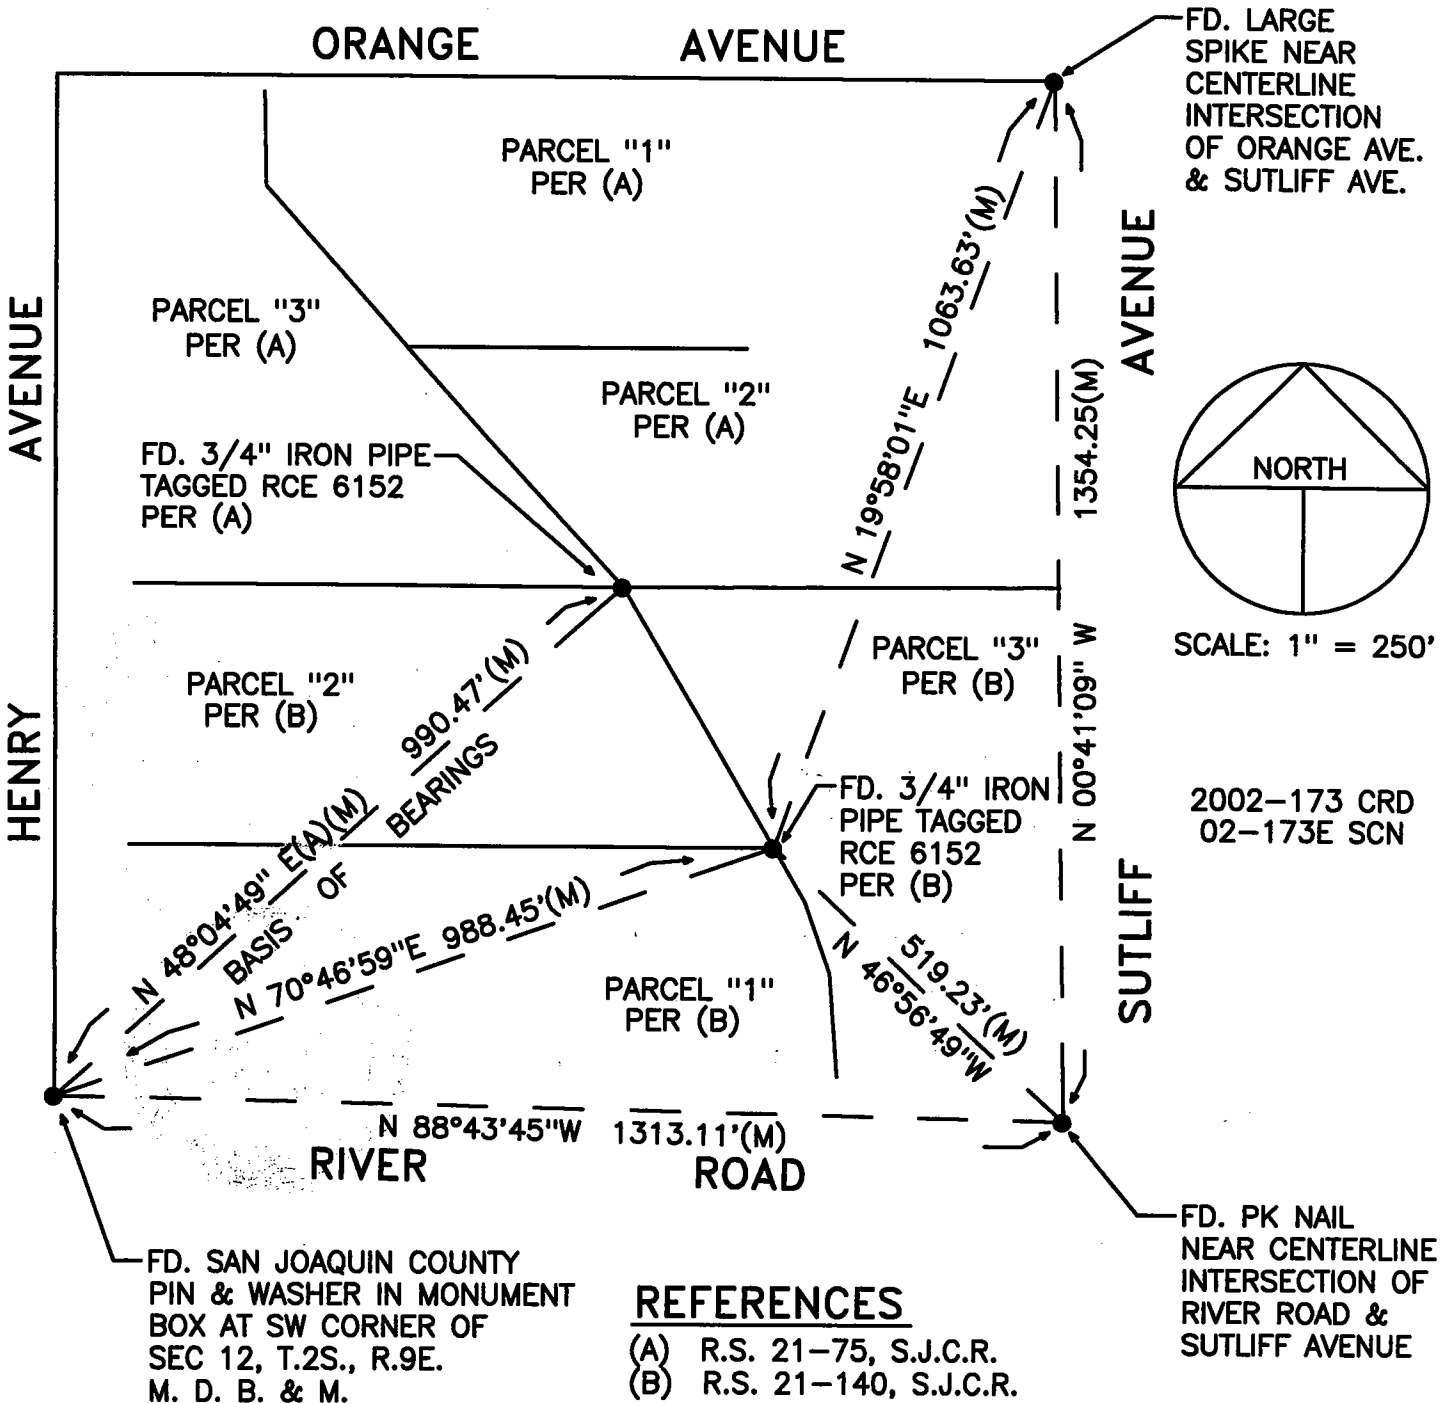 ORANGE AVENUE
FD. LARGE
SPIKE NEAR
CENTERLINE
INTERSECTION
OF ORANGE AVE.
& SUTLIFF AVE.
PARCEL "1"
PER (A)
PARCEL "3"
PER (A)
PARCEL "2"
PER (A)
HENRY AVENUE
FD. 3/4" IRON PIPE
TAGGED RCE 6152
PER (A)
N 19°58'01"E 1063.63'(M)
SUTLIFF AVENUE
N 00°41'09" W 1354.25(M)
NORTH
SCALE: 1" = 250'
PARCEL "2"
PER (B)
PARCEL "3"
PER (B)
N 48°04'49" E(A)(M) 990.47'(M)
BASIS OF BEARINGS
FD. 3/4" IRON
PIPE TAGGED
RCE 6152
PER (B)
2002-173 CRD
02-173E SCN
N 70°46'59"E 988.45'(M)
519.23'(M)
N 46°56'49"W
PARCEL "1"
PER (B)
N 88°43'45"W 1313.11'(M)
RIVER ROAD
FD. SAN JOAQUIN COUNTY
PIN & WASHER IN MONUMENT
BOX AT SW CORNER OF
SEC 12, T.2S., R.9E.
M. D. B. & M.
FD. PK NAIL
NEAR CENTERLINE
INTERSECTION OF
RIVER ROAD &
SUTLIFF AVENUE
REFERENCES
(A) R.S. 21-75, S.J.C.R.
(B) R.S. 21-140, S.J.C.R.